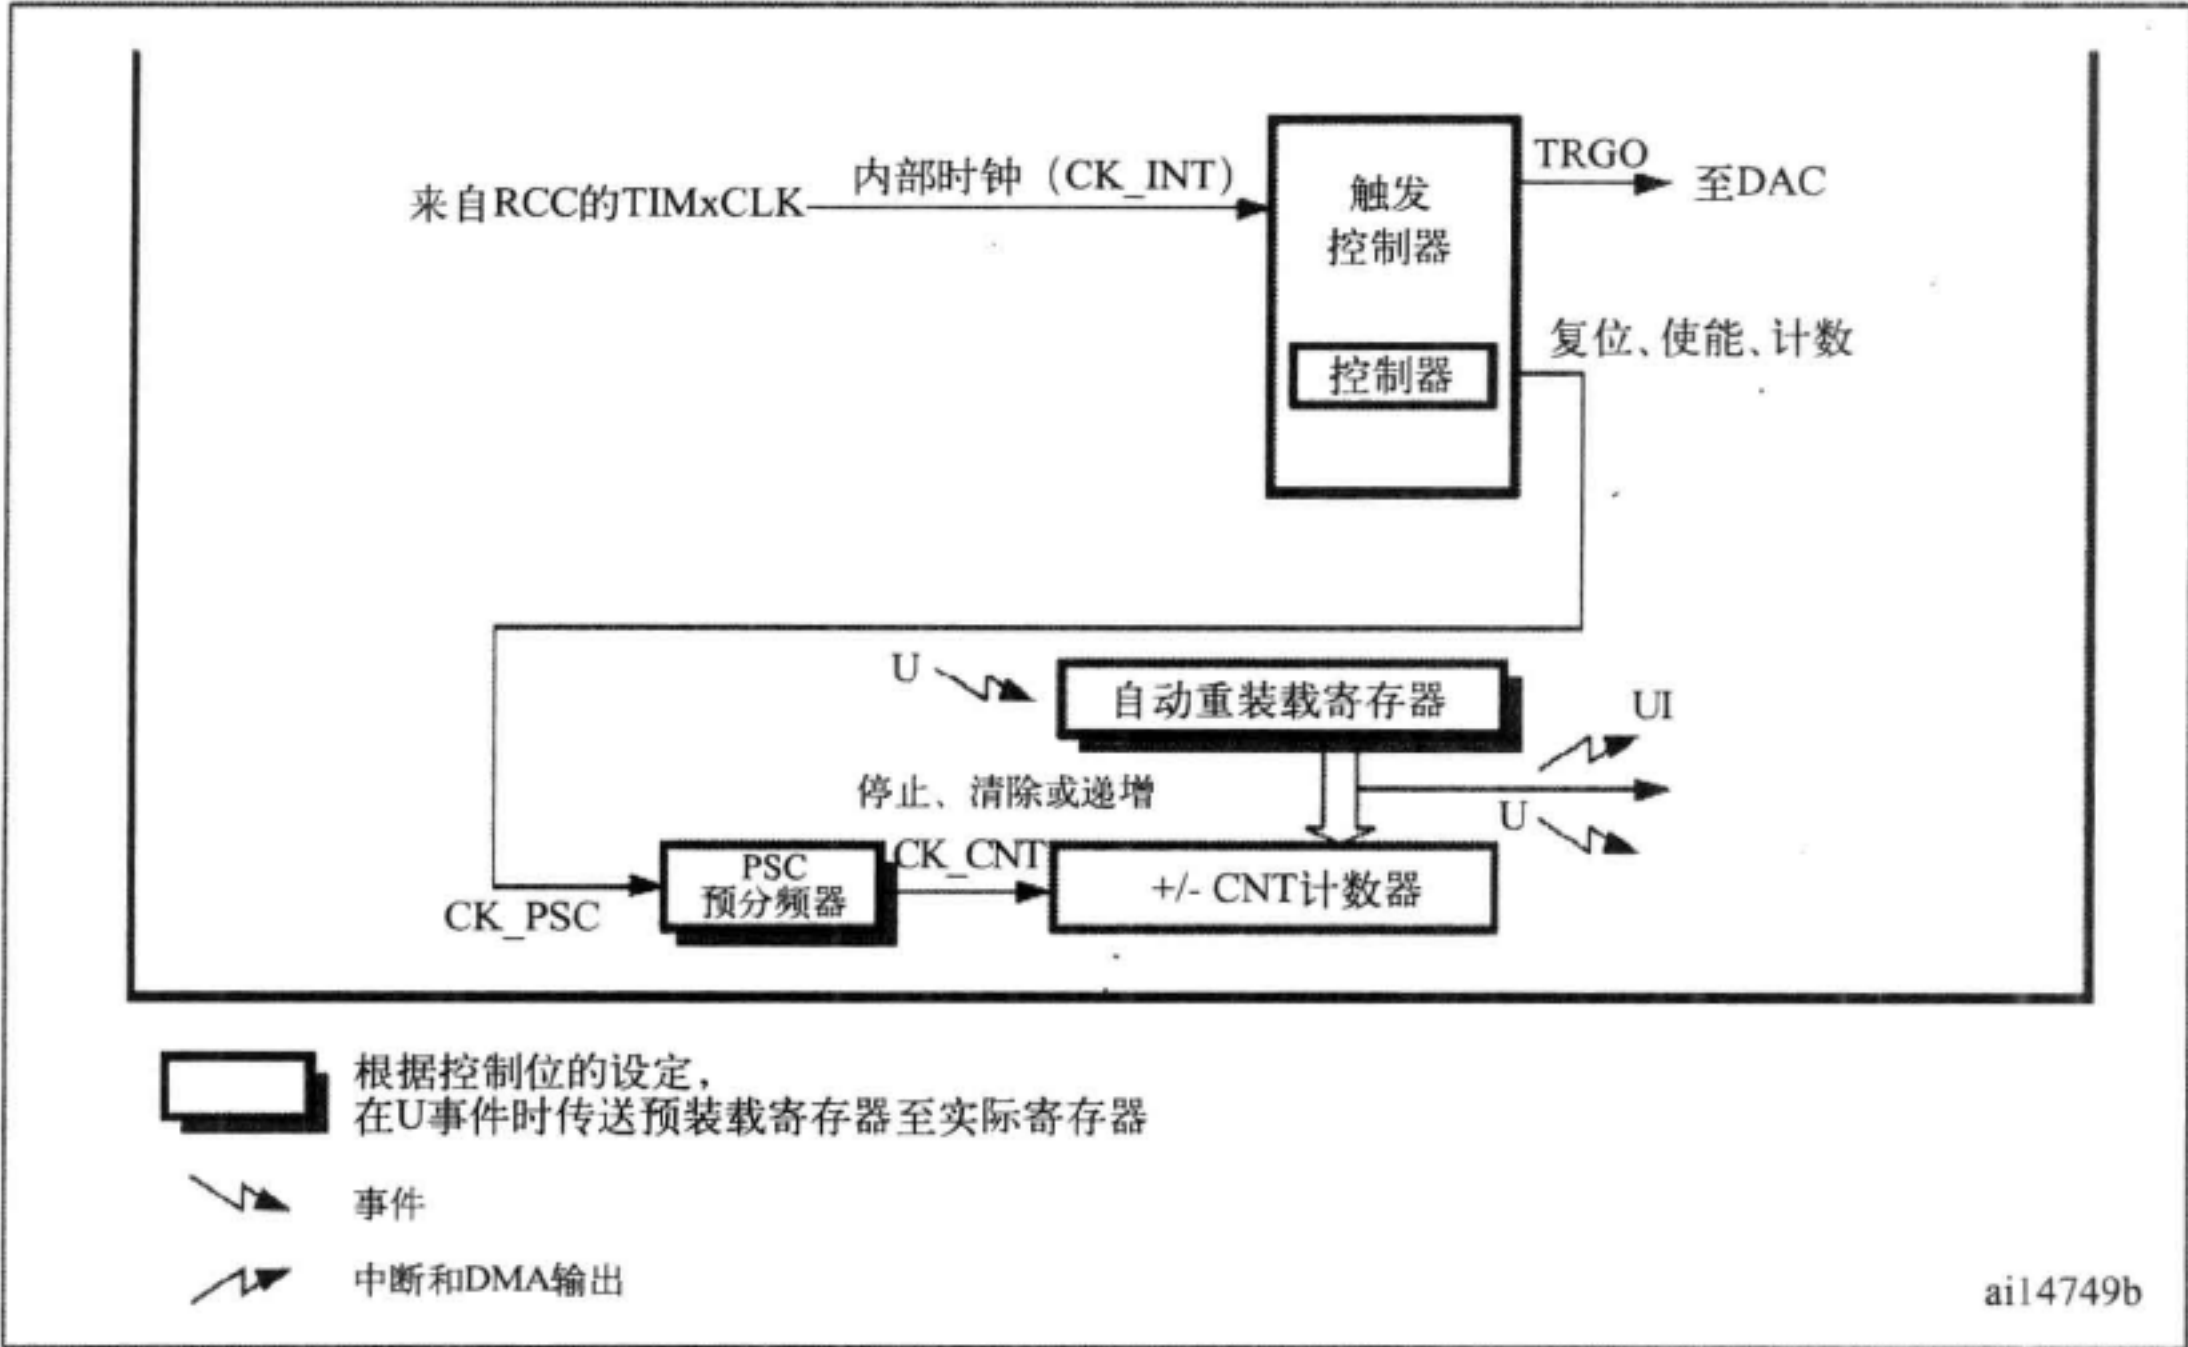 来自RCC的TIMxCLK
内部时钟（CK_INT）
触发
控制器
TRGO
至DAC
控制器
复位、使能、计数
U
自动重装载寄存器
UI
停止、清除或递增
U
CK_PSC
PSC
预分频器
CK_CNT
+/- CNT计数器
根据控制位的设定，
在U事件时传送预装载寄存器至实际寄存器
事件
中断和DMA输出
ai14749b